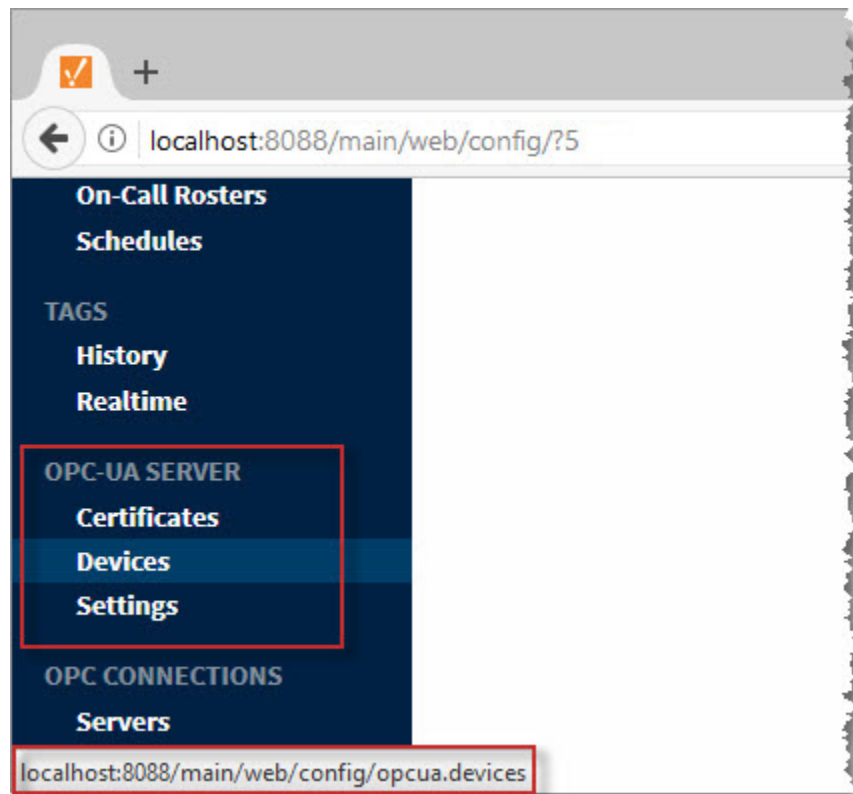 +
localhost:8088/main/web/config/?5
On-Call Rosters
Schedules
TAGS
History
Realtime
OPC-UA SERVER
Certificates
Devices
Settings
OPC CONNECTIONS
Servers
localhost:8088/main/web/config/opcua.devices